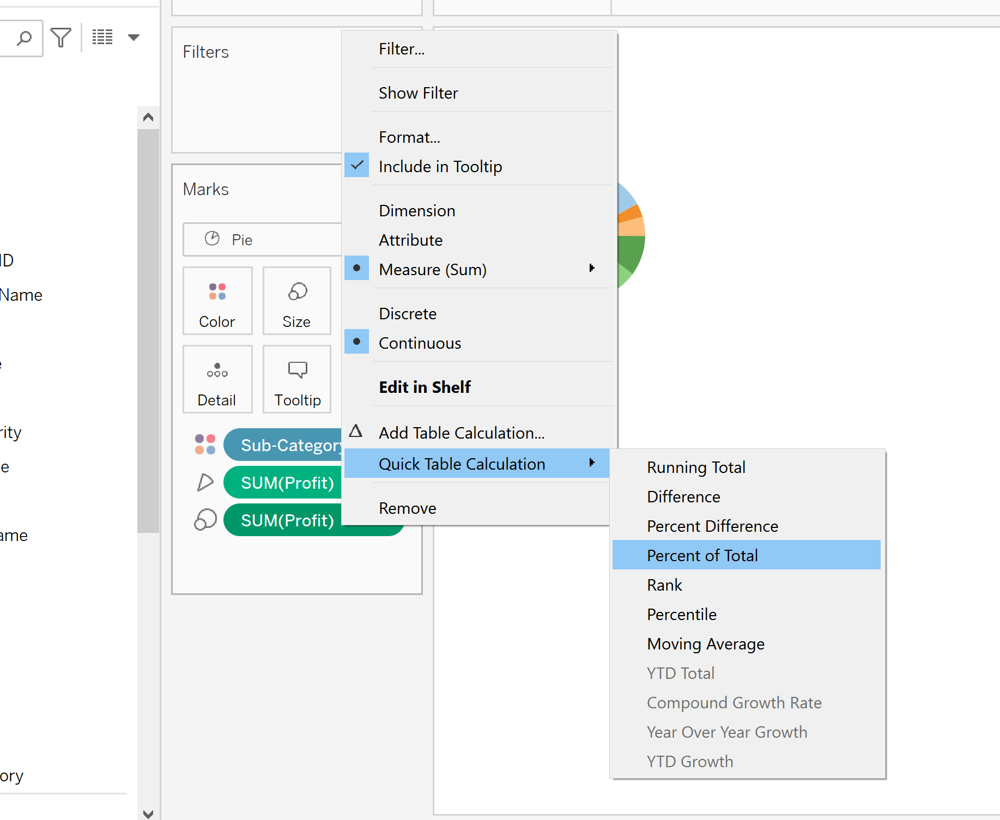 Filters
Marks
Pie
Color
Size
Detail
Tooltip
Sub-Category
SUM(Profit)
SUM(Profit)
ID
Name
e
rity
e
ame
ory
Filter...
Show Filter
Format...
Include in Tooltip
Dimension
Attribute
Measure (Sum)
Discrete
Continuous
Edit in Shelf
Add Table Calculation...
Quick Table Calculation
Remove
Running Total
Difference
Percent Difference
Percent of Total
Rank
Percentile
Moving Average
YTD Total
Compound Growth Rate
Year Over Year Growth
YTD Growth